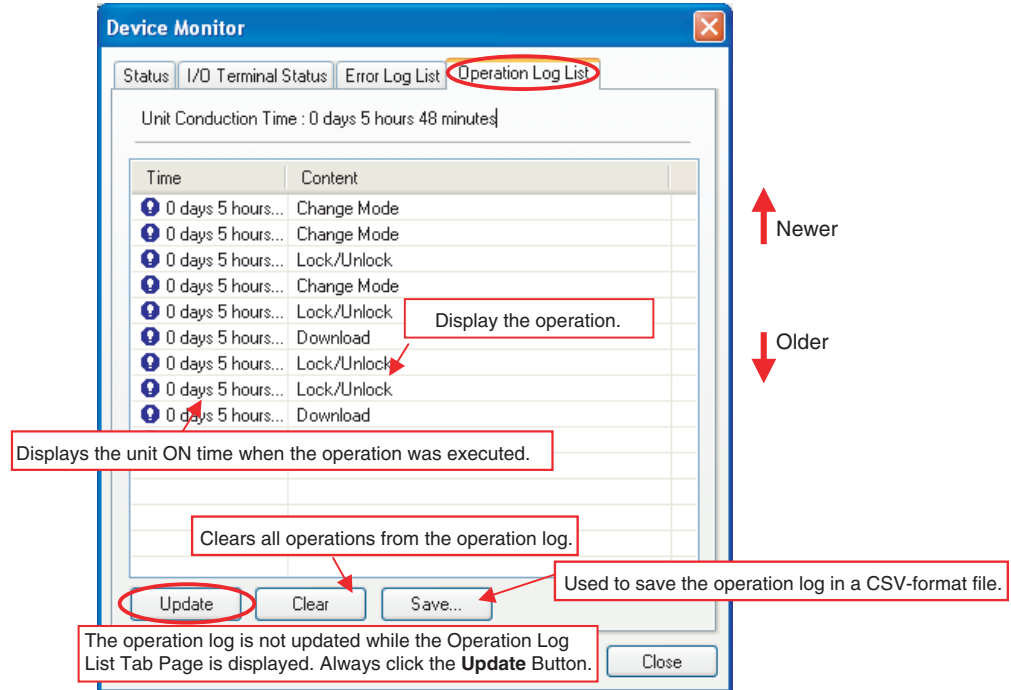 Device Monitor
Status I/O Terminal Status Error Log List Operation Log List
Unit Conduction Time : 0 days 5 hours 48 minutes
Time Content
0 days 5 hours... Change Mode
0 days 5 hours... Change Mode
Newer
0 days 5 hours... Lock/Unlock
0 days 5 hours... Change Mode
0 days 5 hours... Lock/Unlock
Display the operation.
0 days 5 hours... Download
Older
0 days 5 hours... Lock/Unlock
0 days 5 hours... Lock/Unlock
0 days 5 hours... Download
Displays the unit ON time when the operation was executed.
Clears all operations from the operation log.
Used to save the operation log in a CSV-format file.
Update Clear Save...
The operation log is not updated while the Operation Log
List Tab Page is displayed. Always click the Update Button.
Close